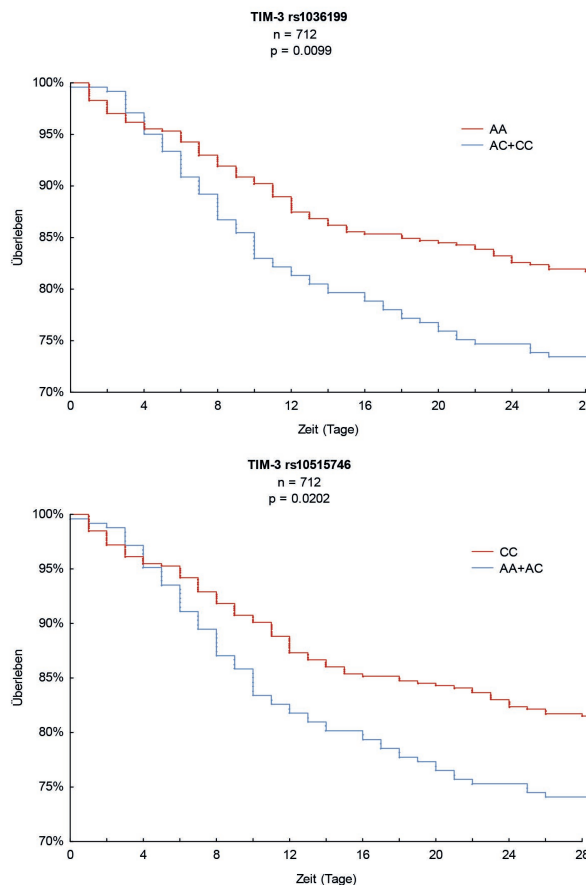 TIM-3 rs1036199
n = 712
p = 0.0099
100%
95%
90%
85%
80%
75%
70%
Überleben
AA
AC+CC
0 4 8 12 16 20 24 2
Zeit (Tage)
TIM-3 rs10515746
n = 712
p = 0.0202
100%
95%
90%
85%
80%
75%
70%
Überleben
CC
AA+AC
0 4 8 12 16 20 24 28
Zeit (Tage)